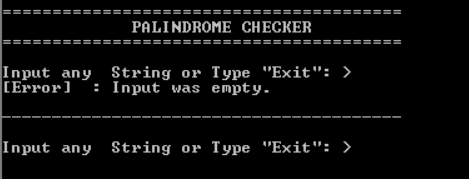 ========================================
PALINDROME CHECKER
========================================
Input any  String or Type "Exit": >
[Error]  : Input was empty.
----------------------------------------
Input any  String or Type "Exit": >